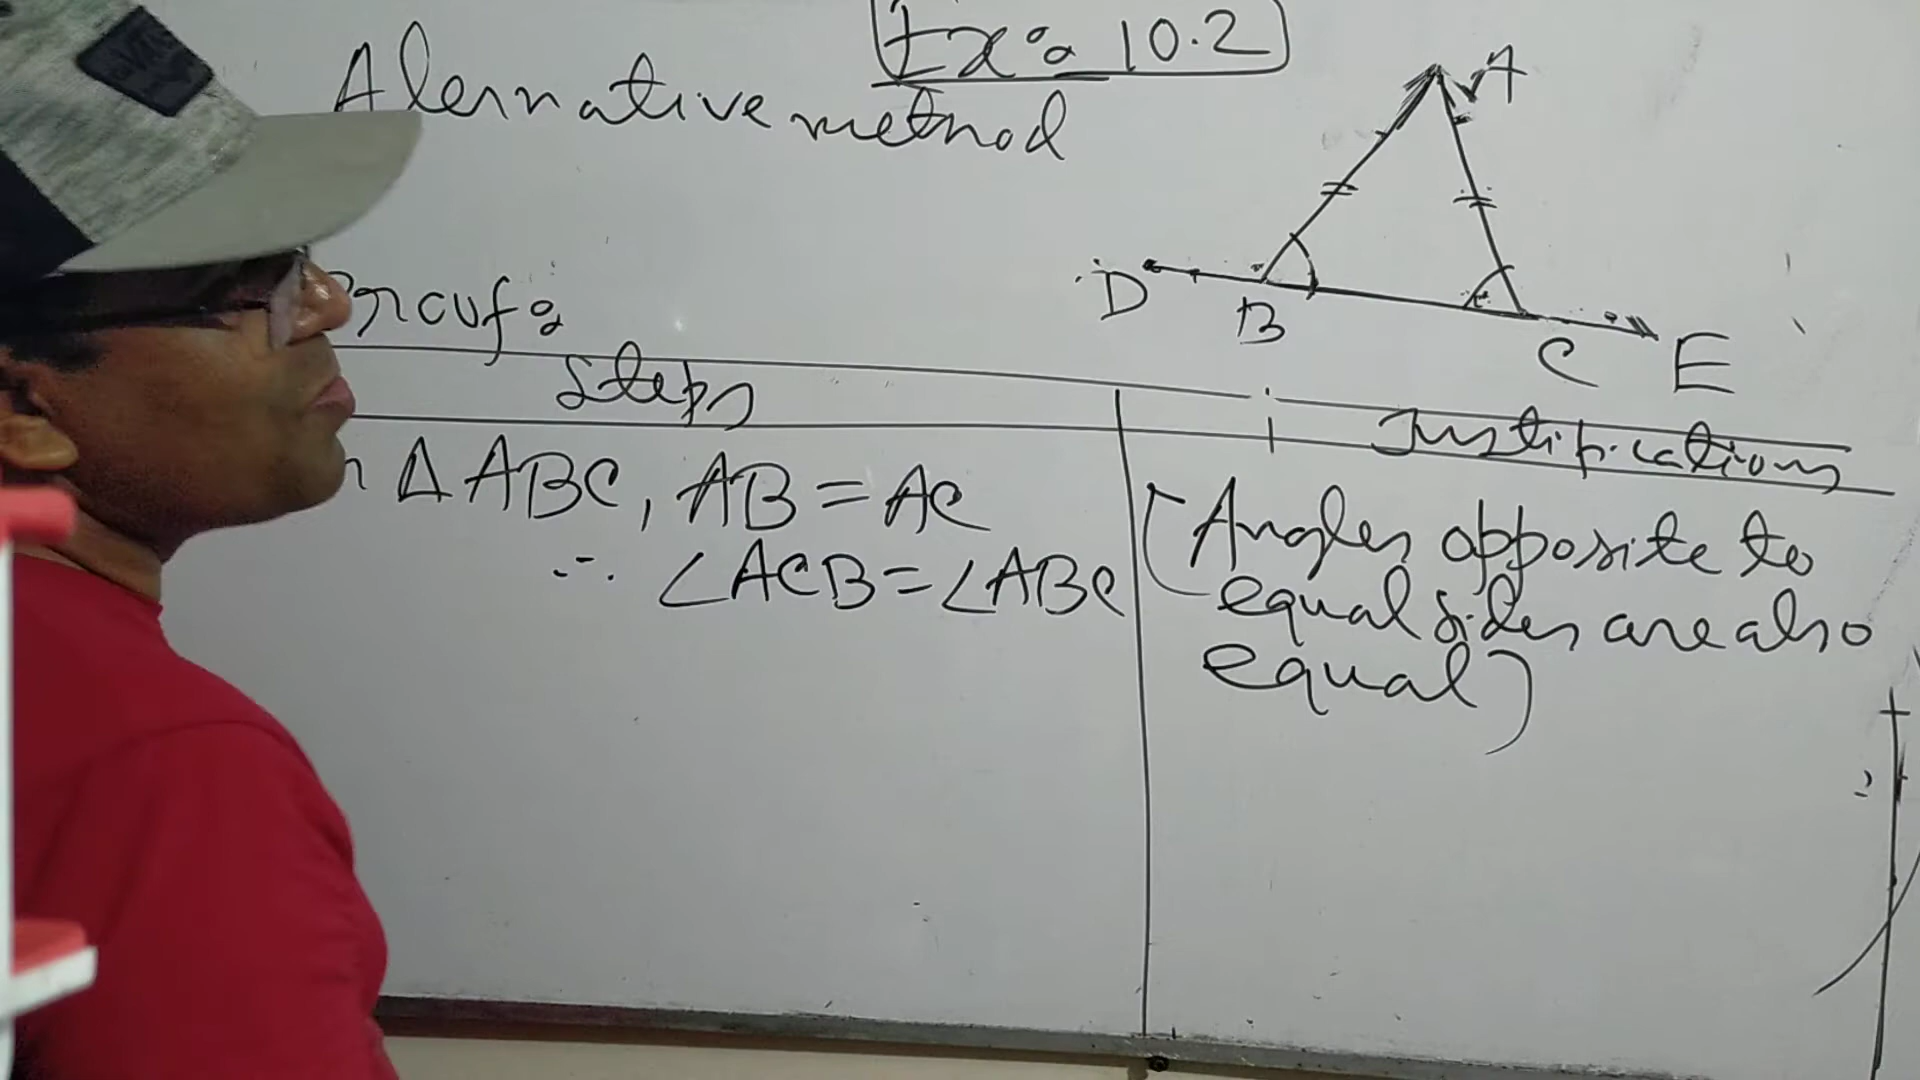 Ex: 10.2
Alernative method
A
D
B
C
E
Proof:
Steps
Justifications
Δ ABC, AB = AC
∴ ∠ACB = ∠ABC
(Angles opposite to
equal sides are also
equal)